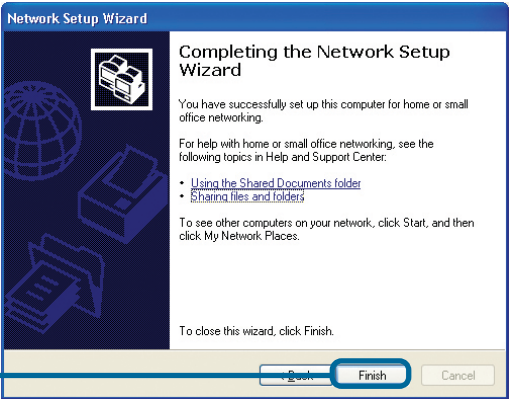 Network Setup Wizard
Completing the Network Setup
Wizard
You have successfully set up this computer for home or small
office networking.
For help with home or small office networking, see the
following topics in Help and Support Center:
• Using the Shared Documents folder
• Sharing files and folders
To see other computers on your network, click Start, and then
click My Network Places.
To close this wizard, click Finish.
Finish
Cancel